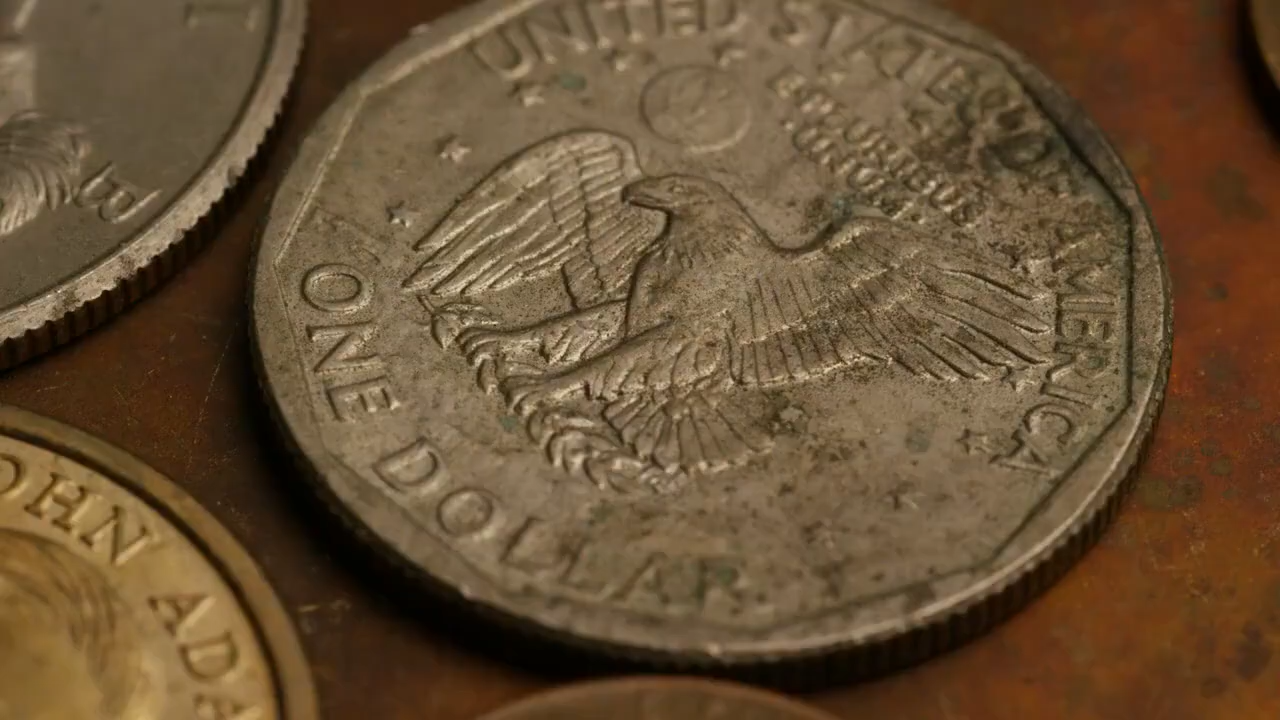 UNITED STATES OF AMERICA
E PLURIBUS
UNUM
ONE DOLLAR
JOHN ADA